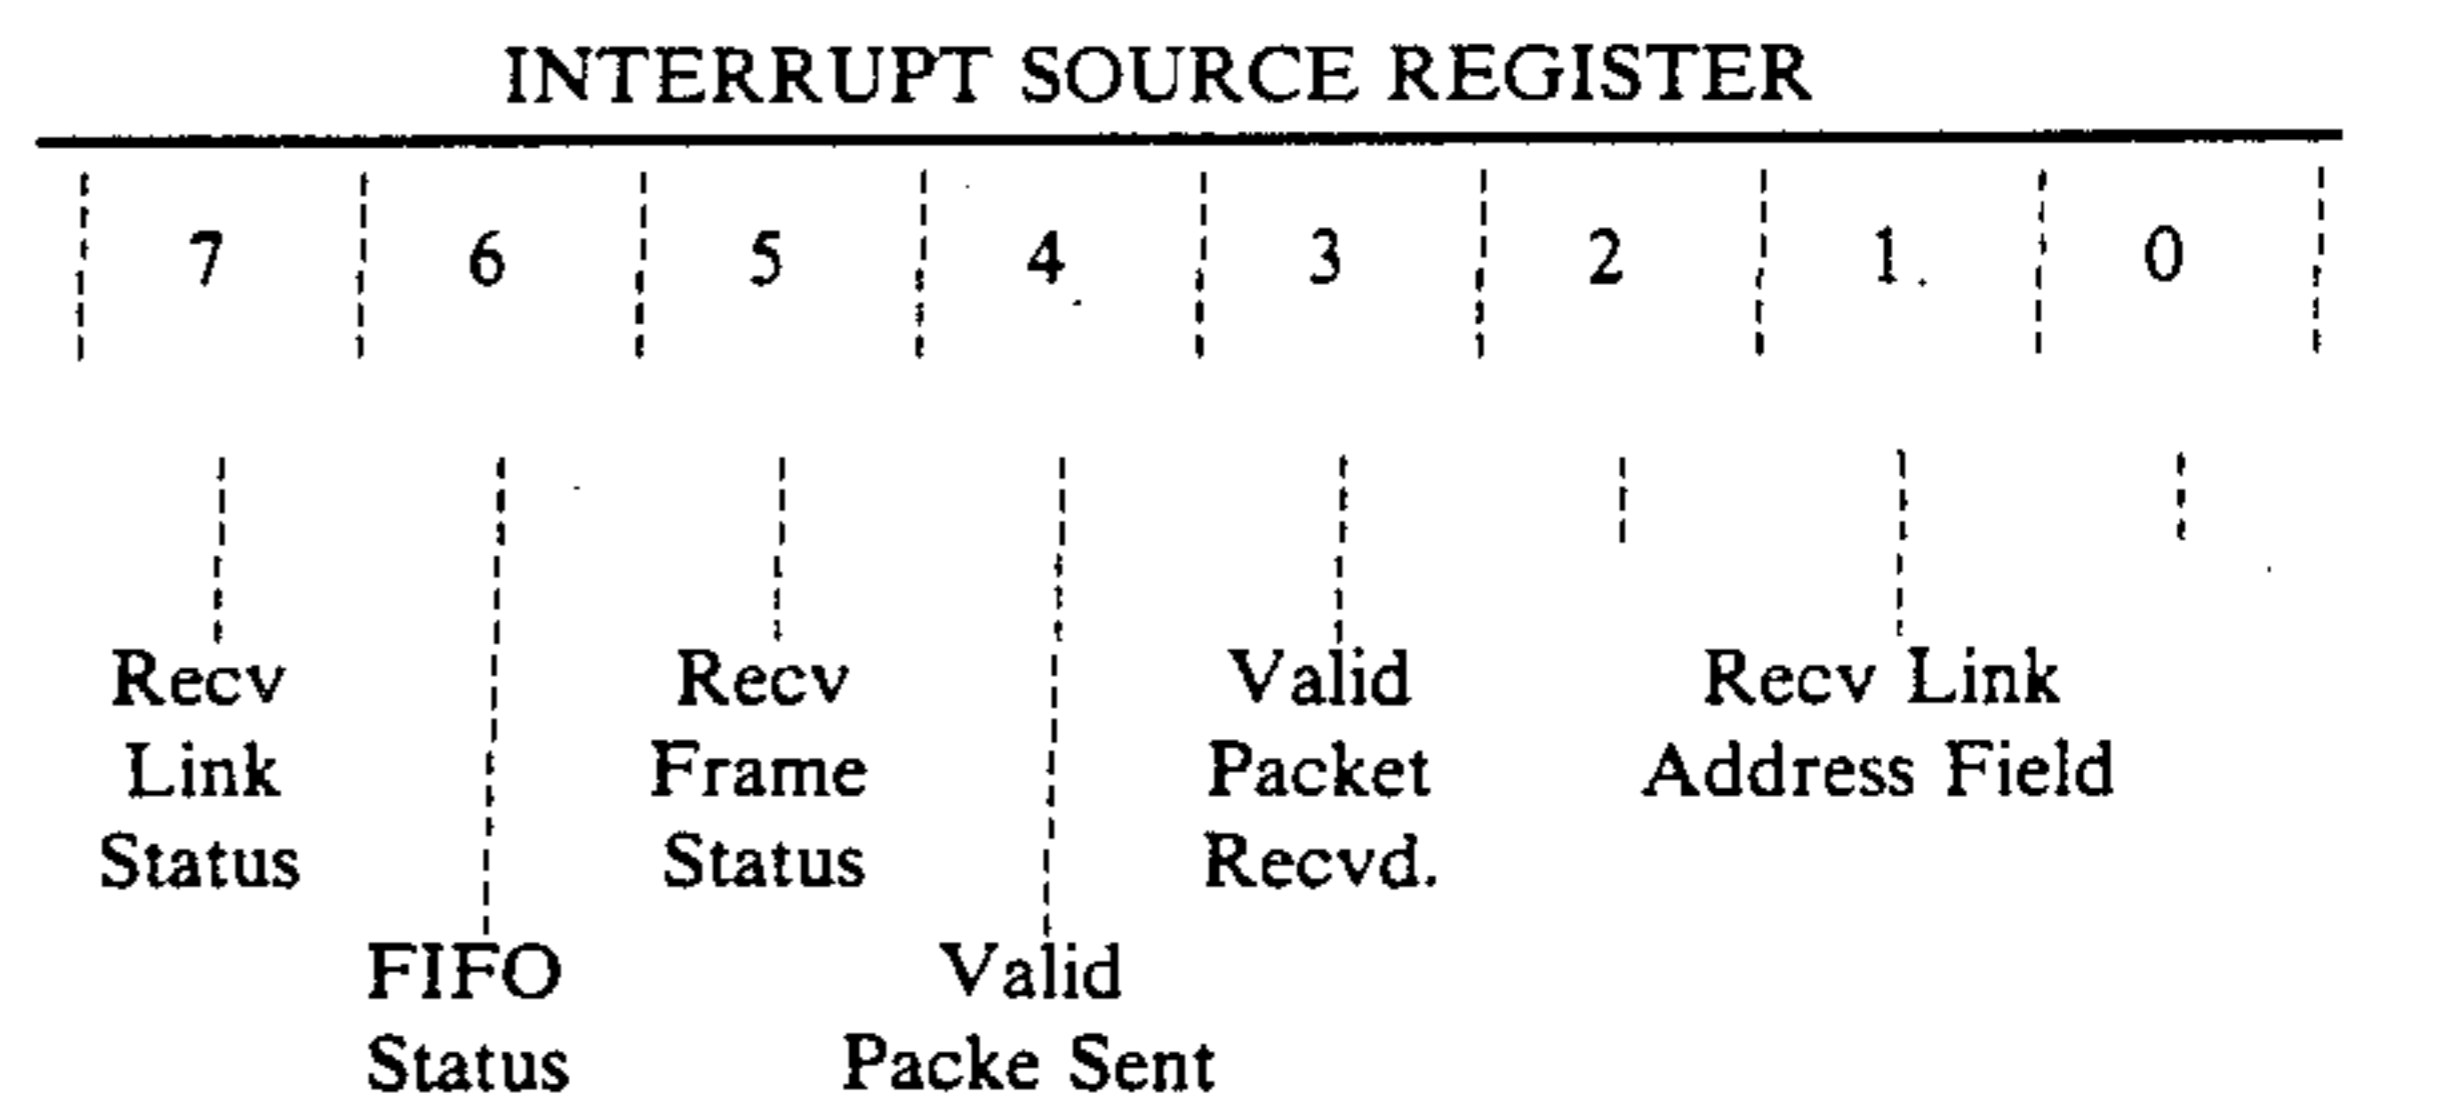 INTERRUPT SOURCE REGISTER
7 6 5 4 3 2 1 0
Recv Recv Valid Recv Link
Link Frame Packet Address Field
Status Status Recvd.
FIFO Valid
Status Packe Sent